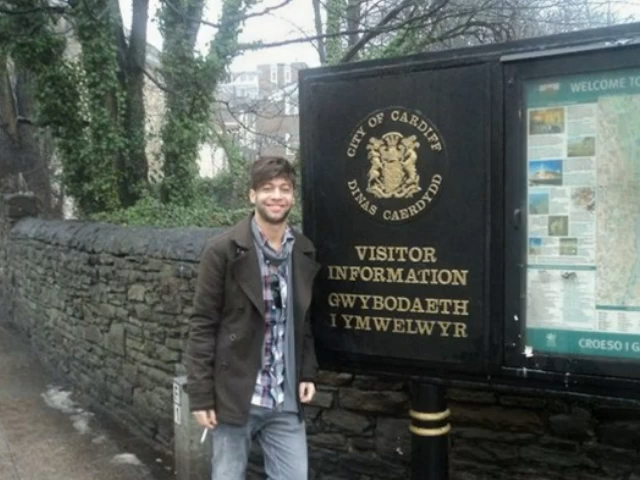 CITY OF CARDIFF
DINAS CAERDYDD
VISITOR
INFORMATION
GWYBODAETH
I YMWELWYR
WELCOME TO
CROESO I